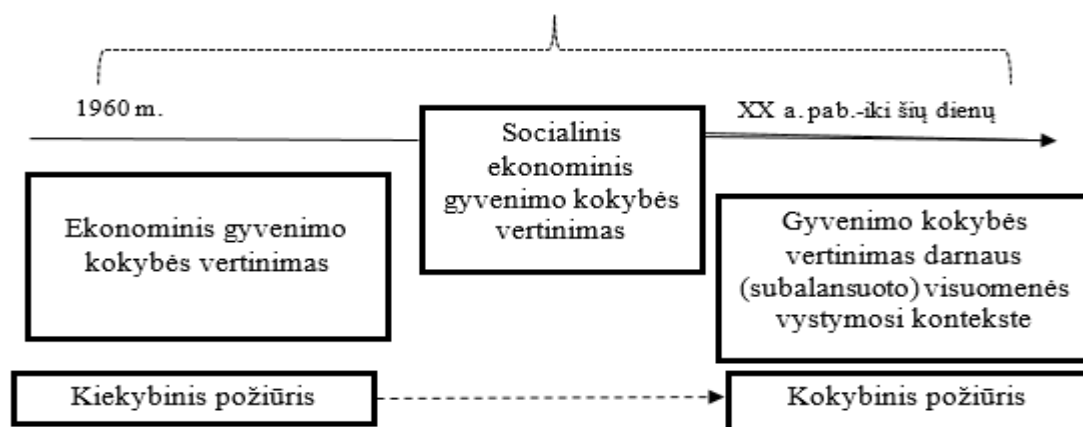 1960 m.
XX a. pab.-iki šių dienų
Socialinis
ekonominis
gyvenimo kokybės
vertinimas
Ekonominis gyvenimo
kokybės vertinimas
Gyvenimo kokybės
vertinimas darnaus
(subalansuoto) visuomenės
vystymosi kontekste
Kiekybinis požiūris
Kokybinis požiūris